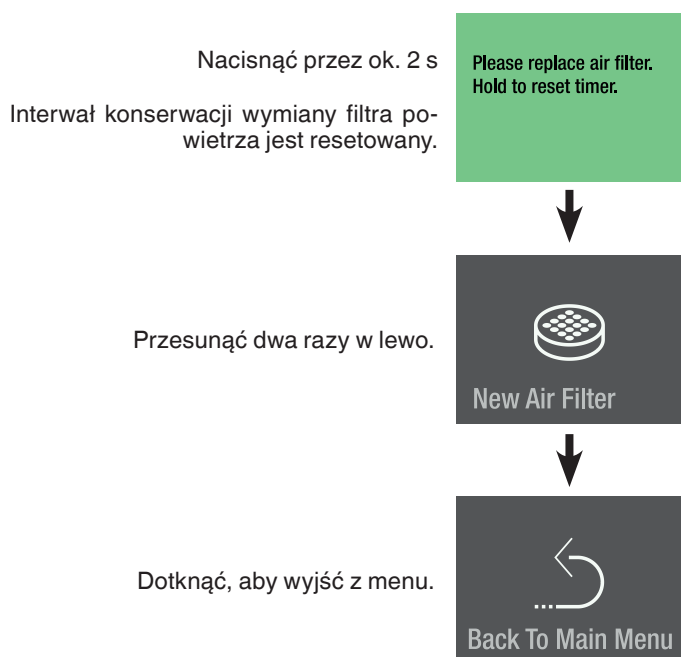 Nacisnąć przez ok. 2 s
Please replace air filter.
Hold to reset timer.
Interwał konserwacji wymiany filtra po-
wietrza jest resetowany.
Przesunąć dwa razy w lewo.
New Air Filter
Dotknąć, aby wyjść z menu.
Back To Main Menu